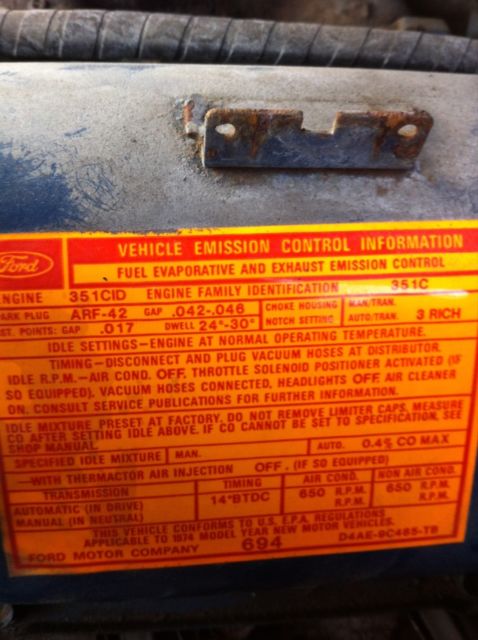 Ford
VEHICLE EMISSION CONTROL INFORMATION
FUEL EVAPORATIVE AND EXHAUST EMISSION CONTROL
ENGINE 351CID ENGINE FAMILY IDENTIFICATION 351C
ARK PLUG ARF-42 GAP .042-.046 CHOKE HOUSING NOTCH SETTING MAN.TRAN.
IST. POINTS: GAP .017 DWELL 24°-30° AUTO/TRAN. 3 RICH
IDLE SETTINGS-ENGINE AT NORMAL OPERATING TEMPERATURE.
TIMING-DISCONNECT AND PLUG VACUUM HOSES AT DISTRIBUTOR.
IDLE R.P.M.-AIR COND. OFF, THROTTLE SOLENOID POSITIONER ACTIVATED (IF
SO EQUIPPED). VACUUM HOSES CONNECTED, HEADLIGHTS OFF, AIR CLEANER
ON. CONSULT SERVICE PUBLICATIONS FOR FURTHER INFORMATION.
IDLE MIXTURE PRESET AT FACTORY. DO NOT REMOVE LIMITER CAPS. MEASURE
CO AFTER SETTING IDLE ABOVE. IF CO CANNOT BE SET TO SPECIFICATION, SEE
SHOP MANUAL.
SPECIFIED IDLE MIXTURE MAN. AUTO. 0.4% CO MAX
-WITH THERMACTOR AIR INJECTION OFF. (IF SO EQUIPPED)
TRANSMISSION TIMING AIR COND. NON AIR COND.
AUTOMATIC (IN DRIVE) 14°BTDC 650 R.P.M. 650 R.P.M.
MANUAL (IN NEUTRAL) R.P.M. R.P.M.
THIS VEHICLE CONFORMS TO U.S. E.P.A. REGULATIONS
APPLICABLE TO 1974 MODEL YEAR NEW MOTOR VEHICLES.
FORD MOTOR COMPANY 694 D4AE-9C485-TB